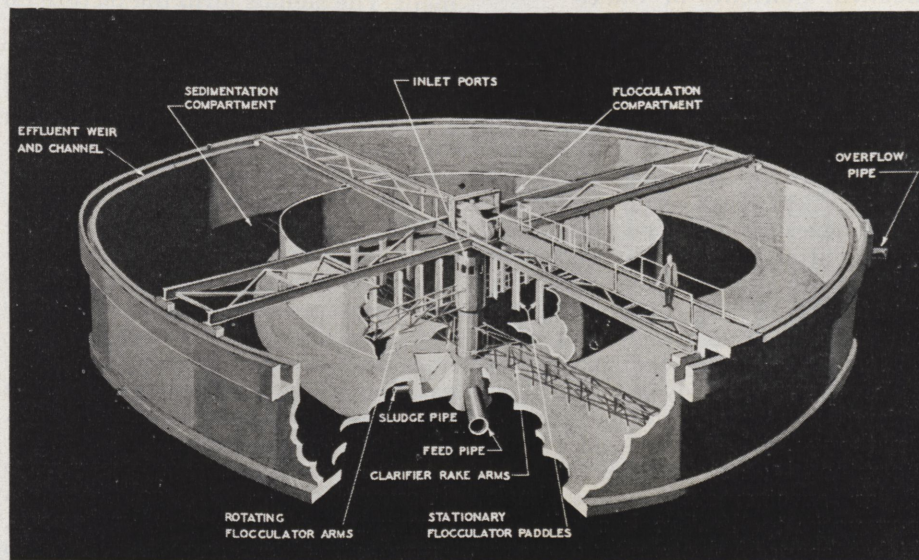 INLET PORTS
SEDIMENTATION
COMPARTMENT
FLOCCULATION
COMPARTMENT
EFFLUENT WEIR
AND CHANNEL
OVERFLOW
PIPE
SLUDGE PIPE
FEED PIPE
CLARIFIER RAKE ARMS
ROTATING
FLOCCULATOR ARMS
STATIONARY
FLOCCULATOR PADDLES